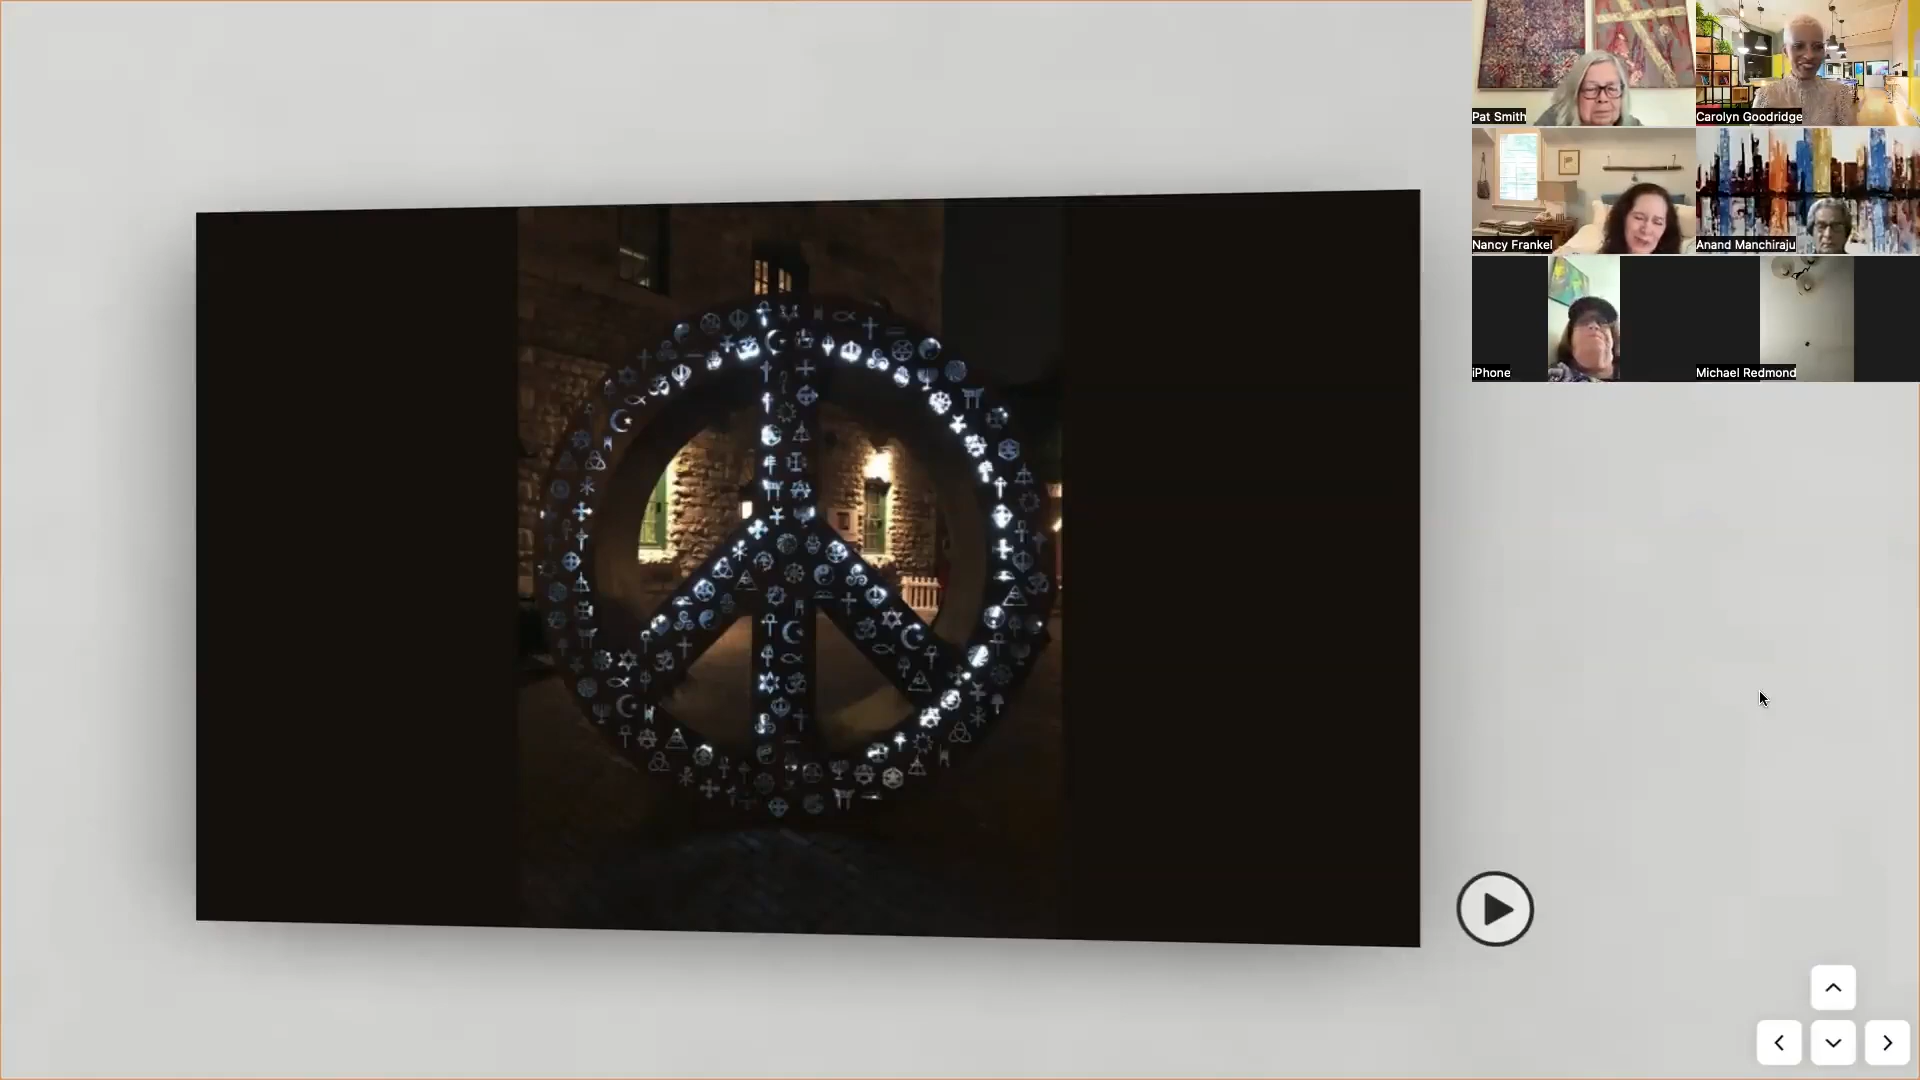 Pat Smith
Carolyn Goodridge
Nancy Frankel
Anand Manchiraju
iPhone
Michael Redmond